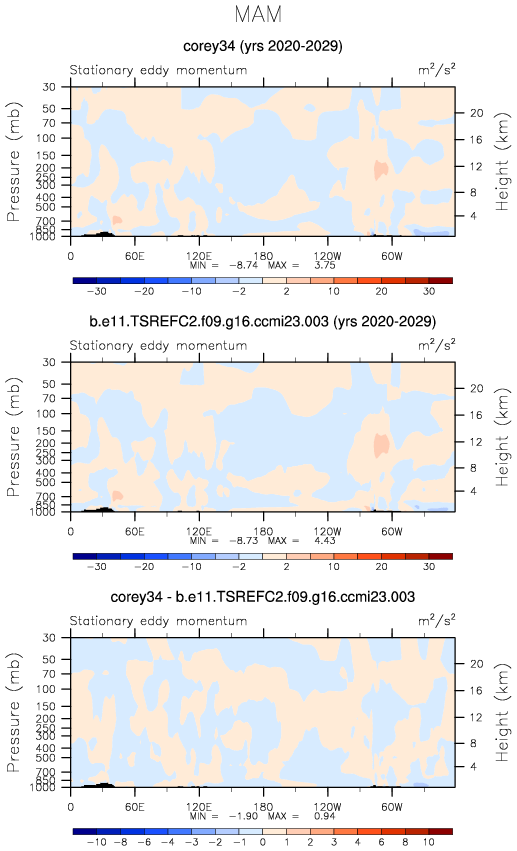 MAM
corey34 (yrs 2020-2029)
Stationary eddy momentum m²/s²
Pressure (mb)
30
50
70
100
150
200
250
300
400
500
700
850
1000
Height (km)
20
16
12
8
4
0 60E 120E 180 120W 60W
MIN = -8.74 MAX = 3.75
-30 -20 -10 -2 2 10 20 30
b.e11.TSREFC2.f09.g16.ccmi23.003 (yrs 2020-2029)
Stationary eddy momentum m²/s²
Pressure (mb)
30
50
70
100
150
200
250
300
400
500
700
850
1000
Height (km)
20
16
12
8
4
0 60E 120E 180 120W 60W
MIN = -8.73 MAX = 4.43
-30 -20 -10 -2 2 10 20 30
corey34 - b.e11.TSREFC2.f09.g16.ccmi23.003
Stationary eddy momentum m²/s²
Pressure (mb)
30
50
70
100
150
200
250
300
400
500
700
850
1000
Height (km)
20
16
12
8
4
0 60E 120E 180 120W 60W
MIN = -1.90 MAX = 0.94
-10 -8 -6 -4 -3 -2 -1 0 1 2 3 4 6 8 10